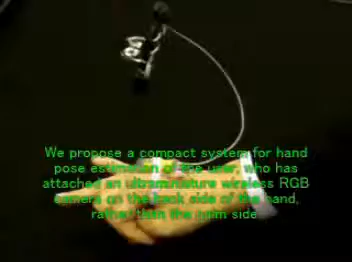 We propose a compact system for hand
pose estimation of the user, who has
attached an ultraminiature wireless RGB
camera on the back side of the hand,
rather than the palm side.